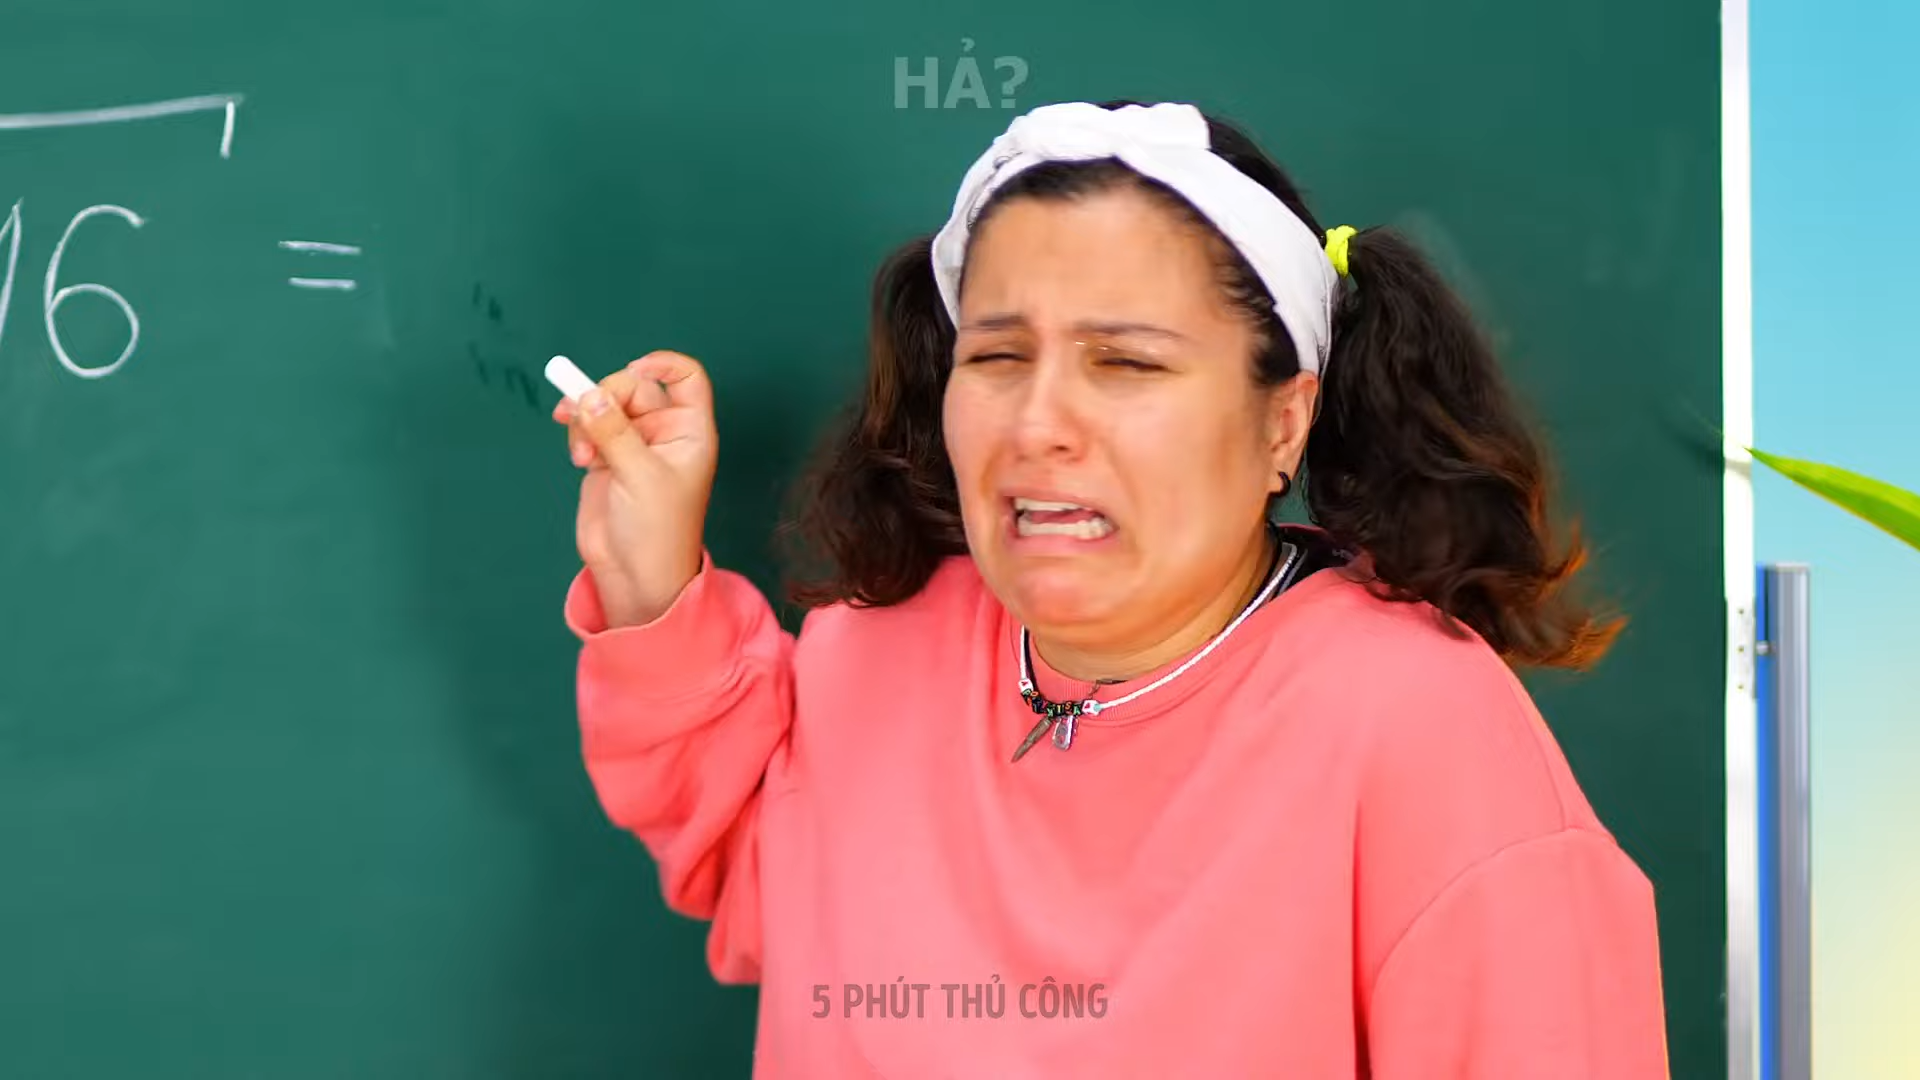 HẢ?
16 =
5 PHÚT THỦ CÔNG